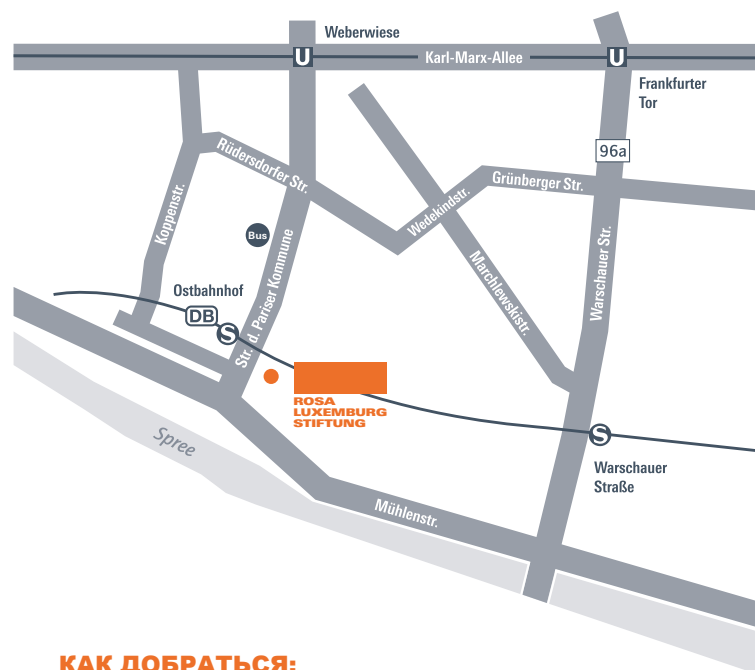 Weberwiese
U
Karl-Marx-Allee
U
Frankfurter
Tor
96a
Rüdersdorfer Str.
Grünberger Str.
Wedekindstr.
Koppenstr.
Bus
Marchlewskistr.
Warschauer Str.
Ostbahnhof
DB
S
Str. d. Pariser Kommune
ROSA
LUXEMBURG
STIFTUNG
S
Spree
Warschauer
Straße
Mühlenstr.
КАК ДОБРАТЬСЯ: